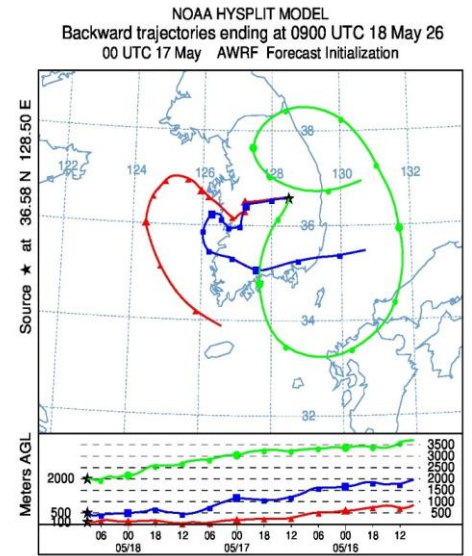 NOAA HYSPLIT MODEL
Backward trajectories ending at 0900 UTC 18 May 26
00 UTC 17 May AWRF Forecast Initialization
Source ★ at 36.58 N 128.50 E
122
124
126
128
130
132
38
36
34
32
Meters AGL
2000
500
100
3500
3000
2500
2000
1500
1000
500
06 00 18 12 06 00 18 12 06 00 18 12
05/18 05/17 05/16